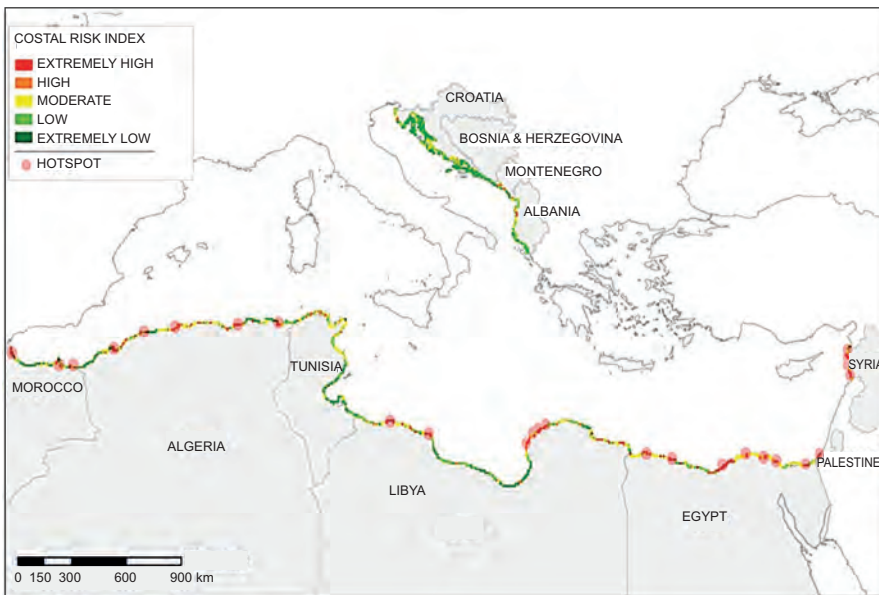 COSTAL RISK INDEX
EXTREMELY HIGH
HIGH
MODERATE
LOW
EXTREMELY LOW
HOTSPOT
CROATIA
BOSNIA & HERZEGOVINA
MONTENEGRO
ALBANIA
SYRIA
TUNISIA
MOROCCO
ALGERIA
PALESTINE
LIBYA
EGYPT
0 150 300 600 900 km